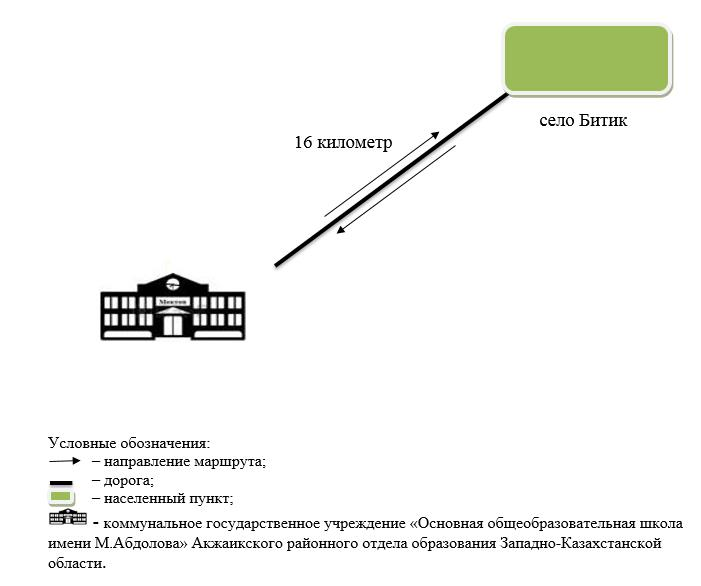 село Битик
16 километр
Мектеп
Условные обозначения:
– направление маршрута;
– дорога;
– населенный пункт;
- коммунальное государственное учреждение «Основная общеобразовательная школа
имени М.Абдолова» Акжаикского районного отдела образования Западно-Казахстанской
области.